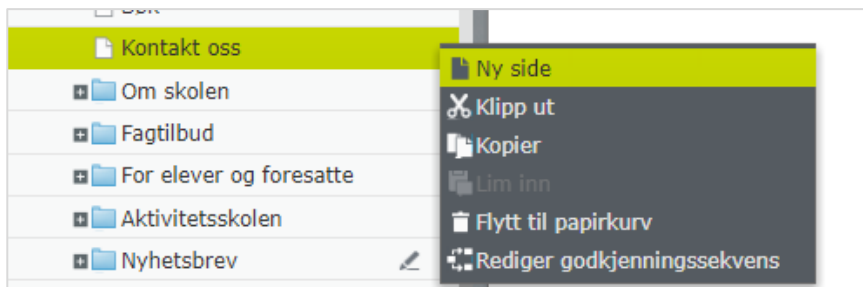 Søk
Kontakt oss
Om skolen
Fagtilbud
For elever og foresatte
Aktivitetsskolen
Nyhetsbrev
Ny side
Klipp ut
Kopier
Lim inn
Flytt til papirkurv
Rediger godkjenningssekvens